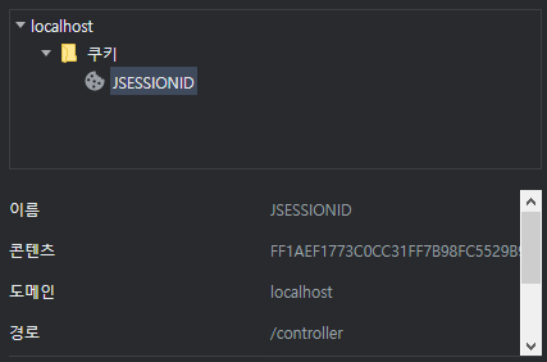 localhost
쿠키
JSESSIONID
이름 JSESSIONID
콘텐츠 FF1AEF1773C0CC31FF7B98FC5529B
도메인 localhost
경로 /controller